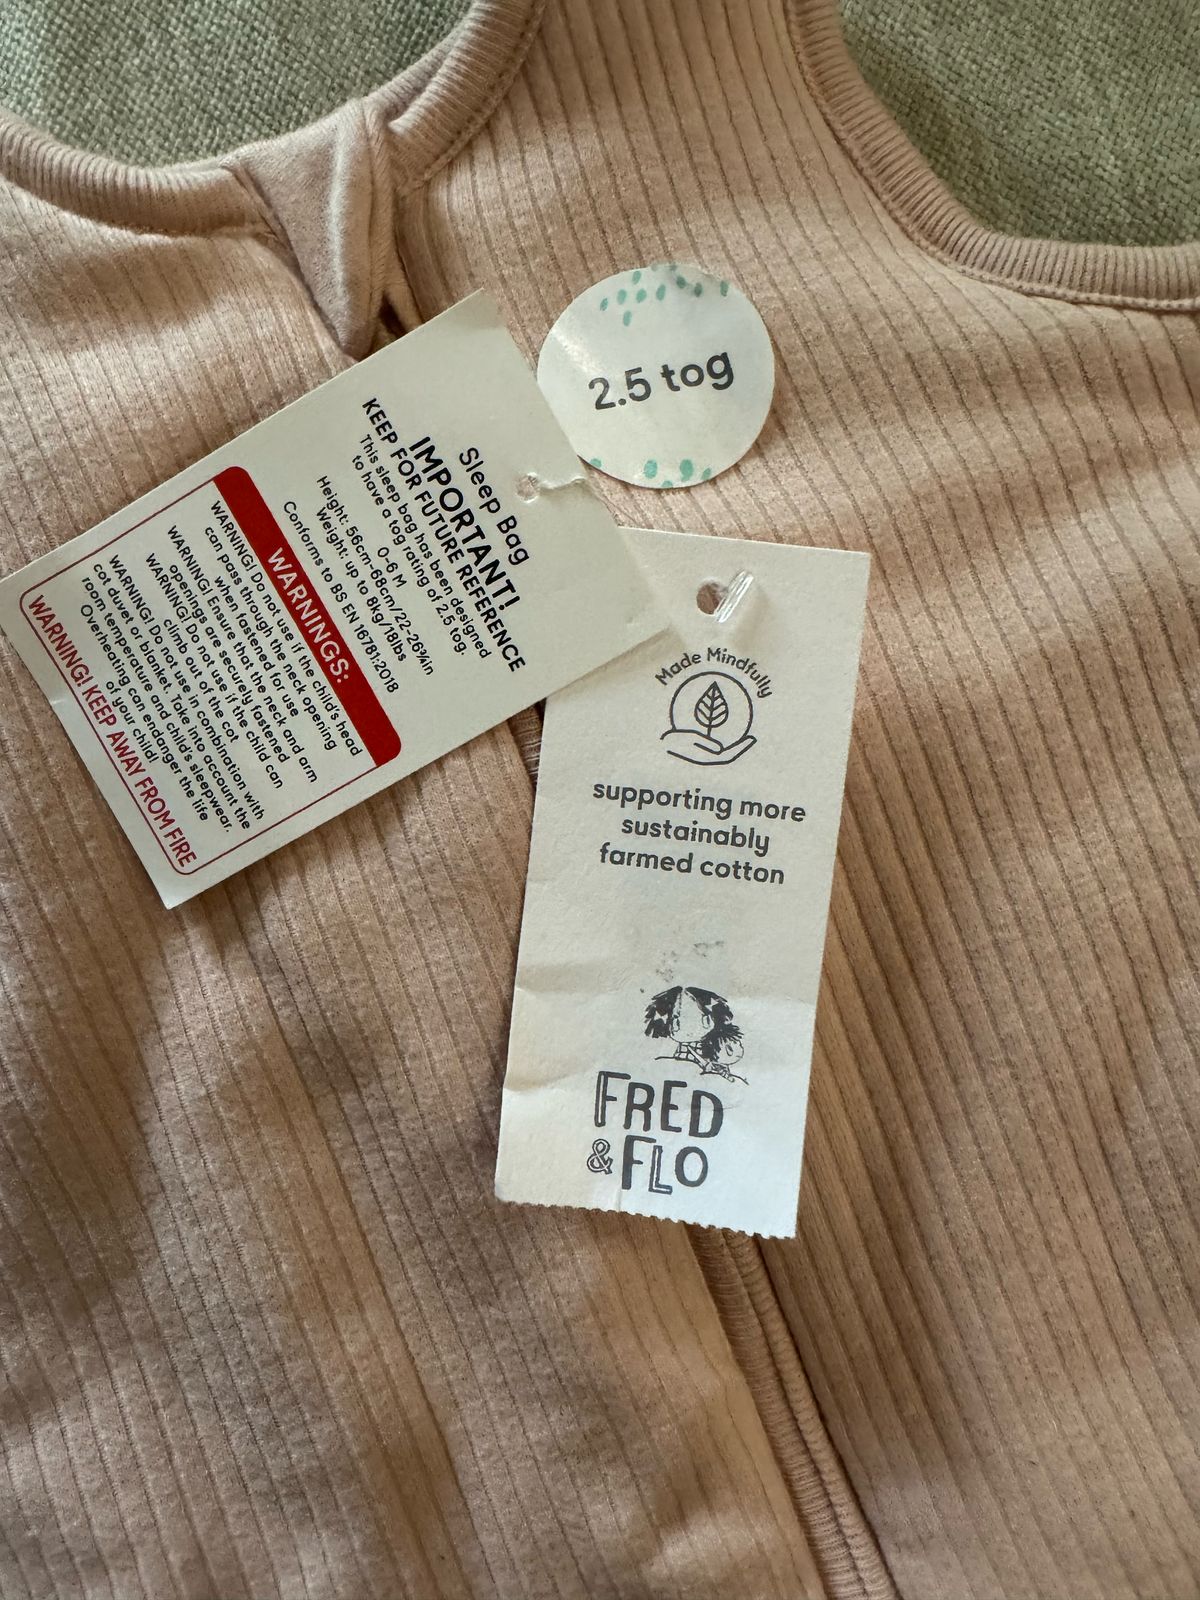 2.5 tog
Sleep Bag
IMPORTANT!
KEEP FOR FUTURE REFERENCE
This sleep bag has been designed
to have a tog rating of 2.5 tog.
0-6 M
Height: 56cm-68cm/22-26¾in
Weight: up to 8kg/18lbs
Conforms to BS EN 16781:2018
WARNINGS:
WARNING! Do not use if the child's head
can pass through the neck opening
when fastened for use
WARNING! Ensure that the neck and arm
openings are securely fastened
WARNING! Do not use if the child can
climb out of the cot
WARNING! Do not use in combination with
cot duvet or blanket. Take into account the
room temperature and child's sleepwear.
Overheating can endanger the life
of your child!
WARNING! KEEP AWAY FROM FIRE
Made Mindfully
supporting more
sustainably
farmed cotton
FRED
& FLO